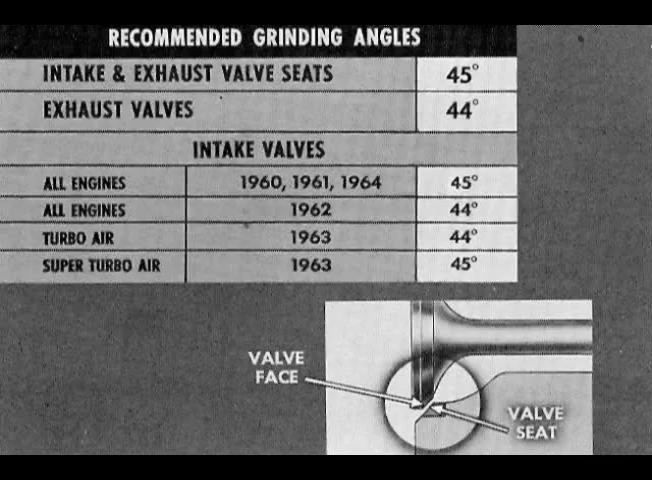 RECOMMENDED GRINDING ANGLES
INTAKE & EXHAUST VALVE SEATS 45°
EXHAUST VALVES 44°
INTAKE VALVES
ALL ENGINES 1960, 1961, 1964 45°
ALL ENGINES 1962 44°
TURBO AIR 1963 44°
SUPER TURBO AIR 1963 45°
VALVE
FACE
VALVE
SEAT